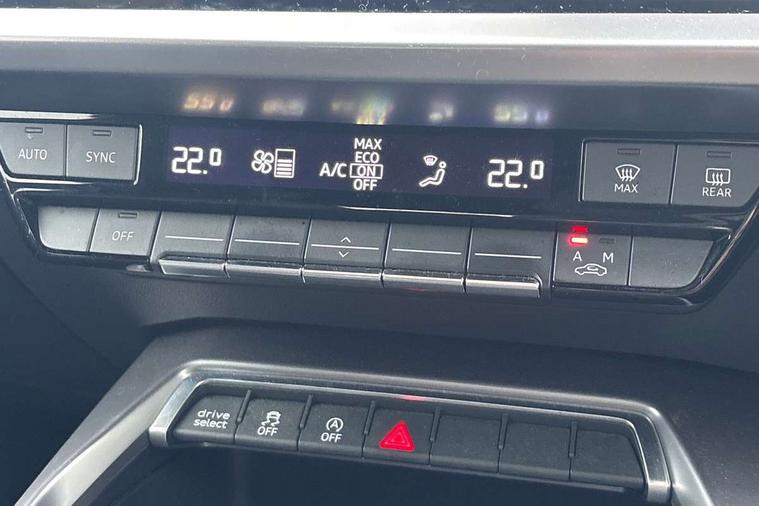 AUTO SYNC 22.0 A/C MAX ECO ON OFF 22.0 MAX REAR
OFF A M
drive select OFF A OFF